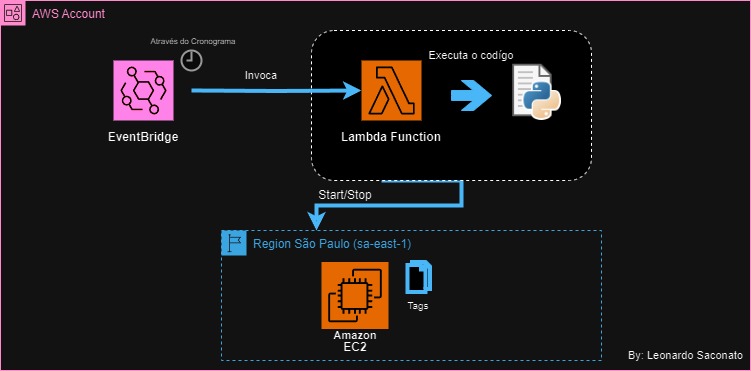 AWS Account
Através do Cronograma
EventBridge
Invoca
Executa o codígo
Lambda Function
Start/Stop
Region São Paulo (sa-east-1)
Tags
Amazon
EC2
By: Leonardo Saconato